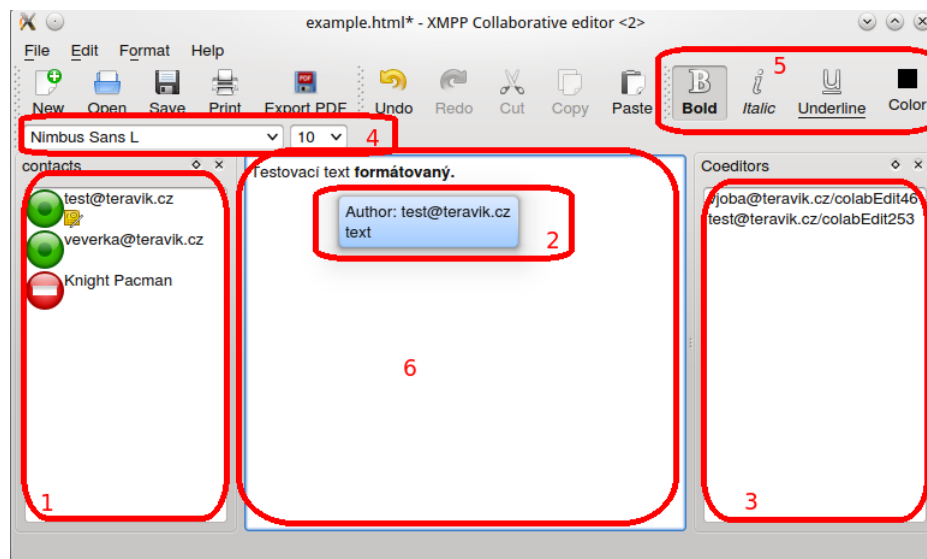 example.html* - XMPP Collaborative editor <2>
File Edit Format Help
5
New Open Save Print Export PDF Undo Redo Cut Copy Paste Bold Italic Underline Color
Nimbus Sans L 10 4
contacts
Testovací text formátovaný.
Coeditors
test@teravik.cz
veverka@teravik.cz
Knight Pacman
Author: test@teravik.cz
text
2
vjoba@teravik.cz/colabEdit46
test@teravik.cz/colabEdit253
6
1
3